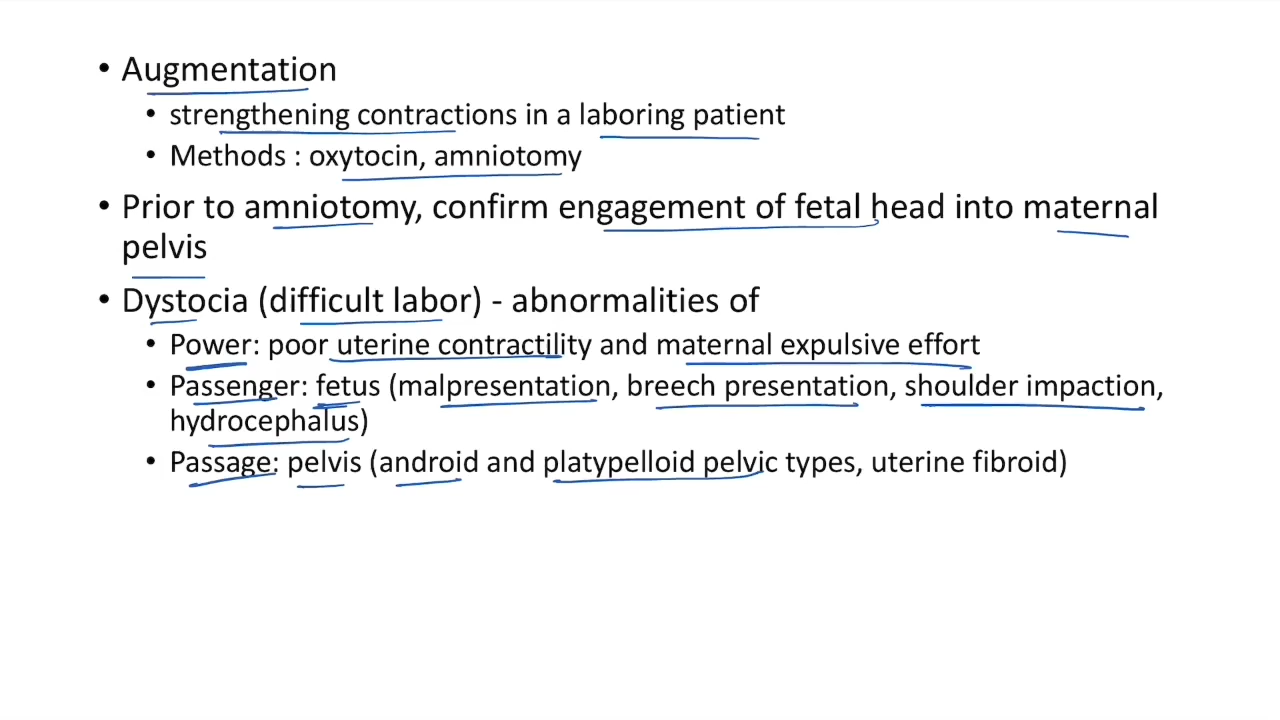 • Augmentation
• strengthening contractions in a laboring patient
• Methods : oxytocin, amniotomy
• Prior to amniotomy, confirm engagement of fetal head into maternal
pelvis
• Dystocia (difficult labor) - abnormalities of
• Power: poor uterine contractility and maternal expulsive effort
• Passenger: fetus (malpresentation, breech presentation, shoulder impaction,
hydrocephalus)
• Passage: pelvis (android and platypelloid pelvic types, uterine fibroid)